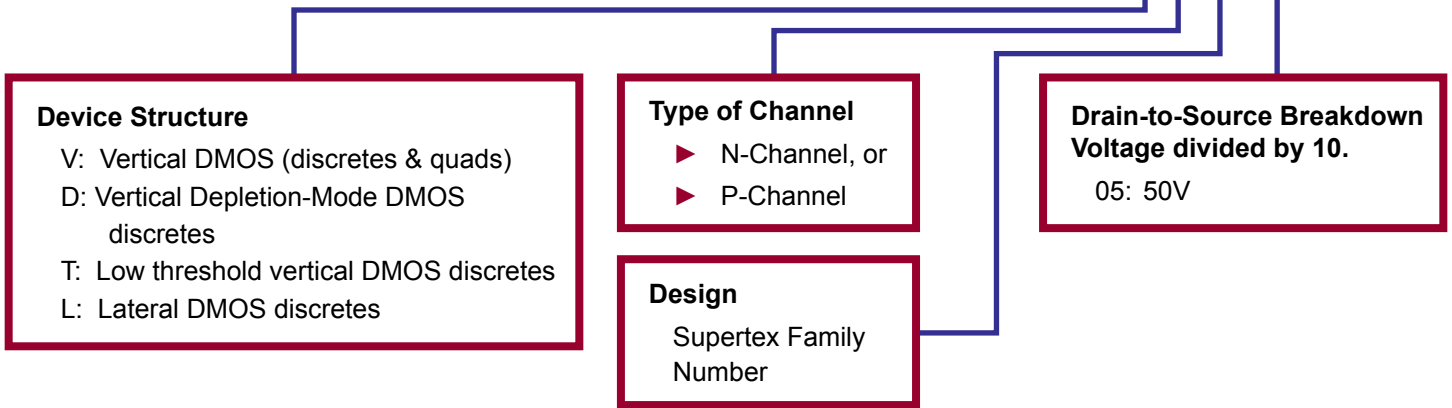 Device Structure
V: Vertical DMOS (discretes & quads)
D: Vertical Depletion-Mode DMOS
discretes
T: Low threshold vertical DMOS discretes
L: Lateral DMOS discretes
Type of Channel
► N-Channel, or
► P-Channel
Design
Supertex Family
Number
Drain-to-Source Breakdown
Voltage divided by 10.
05: 50V